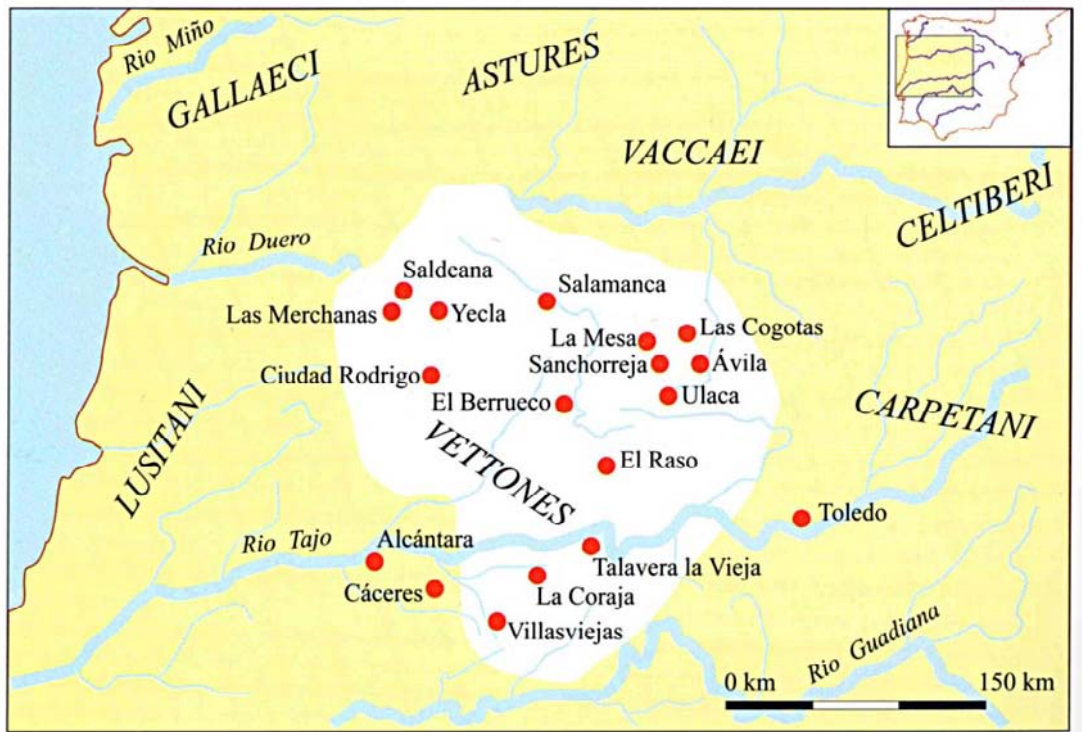 Rio Miño
GALLAECI
ASTURES
VACCAEI
CELTIBERI
Rio Duero
Saldeana
Salamanca
Las Merchanas
Yecla
La Mesa
Las Cogotas
Sanchorreja
Ávila
Ciudad Rodrigo
El Berrueco
Ulaca
CARPETANI
LUSITANI
VETTONES
El Raso
Toledo
Rio Tajo
Alcántara
Talavera la Vieja
Cáceres
La Coraja
Villasviejas
Rio Guadiana
0 km
150 km